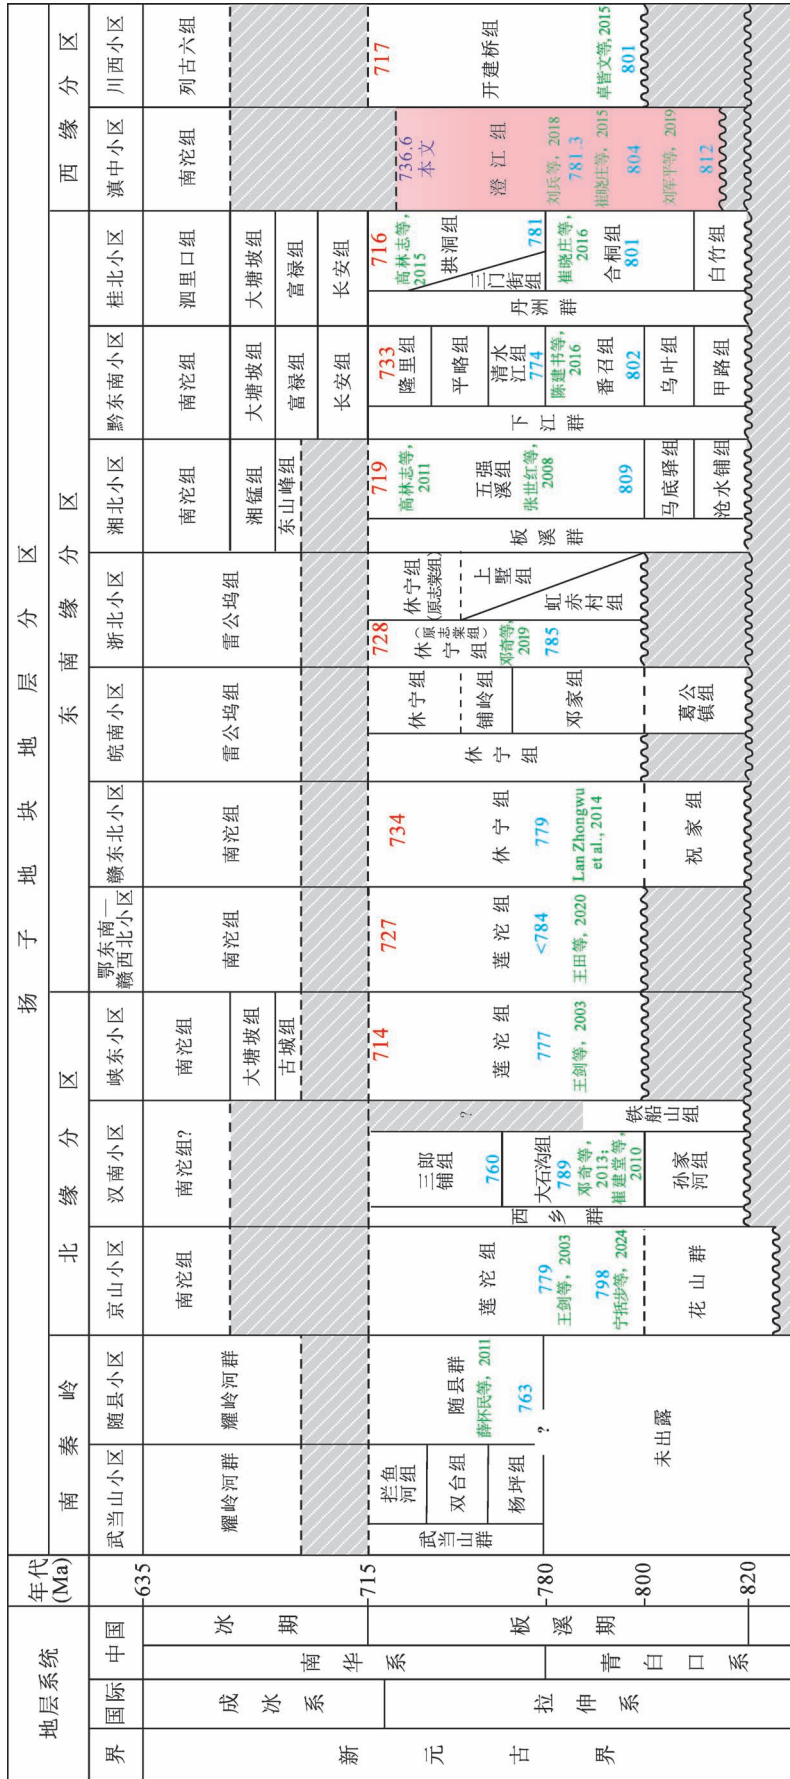 扬子地块地层分区
地层系统
年代
(Ma)
南秦岭
北缘分区
东南缘分区
西缘分区
界
国际
中国
武当山小区
随县小区
京山小区
汉南小区
峡东小区
鄂东南—
赣西北小区
赣东北小区
皖南小区
浙北小区
湘北小区
黔东南小区
桂北小区
滇中小区
川西小区
新元古界
成冰系
拉伸系
南华系
青白口系
冰期
板溪期
635
715
780
800
820
耀岭河群
武当山群
拦鱼
河组
双台组
杨坪组
耀岭河群
随县群
薛怀民等, 2011
763
?
未出露
南沱组
莲沱组
779
王剑等, 2003
798
宁括步等, 2024
花山群
南沱组?
西乡群
三郎
铺组
760
大石沟组
789
邓奇等,
2013;
崔建堂等,
2010
孙家
河组
?
铁船山组
南沱组
大塘坡组
古城组
714
莲沱组
777
王剑等, 2003
南沱组
727
莲沱组
<784
王田等, 2020
南沱组
734
休宁组
779
Lan Zhongwu
et al., 2014
祝家组
雷公坞组
休宁组
休宁组
铺岭组
邓家组
葛公
镇组
雷公坞组
728
休宁组
(原志棠组)
邓奇等,
2019
785
休宁组
(原志棠组)
上墅组
虹赤村组
南沱组
湘锰组
东山峰组
板溪群
719
高林志等,
2011
五强
溪组
张世红等,
2008
809
马底驿组
沧水铺组
南沱组
大塘坡组
富禄组
长安组
下江群
733
隆里组
平略组
清水
江组
774
陈建书等,
2016
番召组
802
乌叶组
甲路组
泗里口组
大塘坡组
富禄组
长安组
丹洲群
716
高林志等,
2015
拱洞组
三门街组
781
崔晓庄等,
2016
合桐组
801
白竹组
南沱组
736.6
本文
澄江组
刘兵等, 2018
781.3
崔晓庄等, 2015
804
刘军平等, 2019
812
列古六组
717
开建桥组
卓皆文等, 2015
801